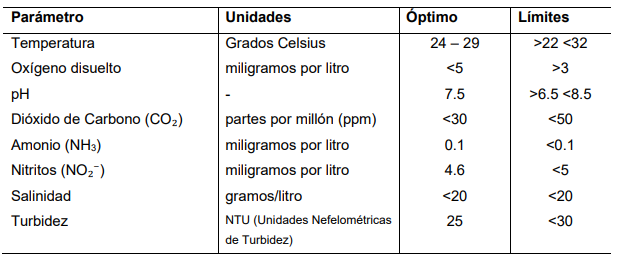 Parámetro Unidades Óptimo Límites
Temperatura Grados Celsius 24 – 29 >22 <32
Oxígeno disuelto miligramos por litro <5 >3
pH - 7.5 >6.5 <8.5
Dióxido de Carbono (CO₂) partes por millón (ppm) <30 <50
Amonio (NH₃) miligramos por litro 0.1 <0.1
Nitritos (NO₂⁻) miligramos por litro 4.6 <5
Salinidad gramos/litro <20 <20
Turbidez NTU (Unidades Nefelométricas 25 <30
de Turbidez)